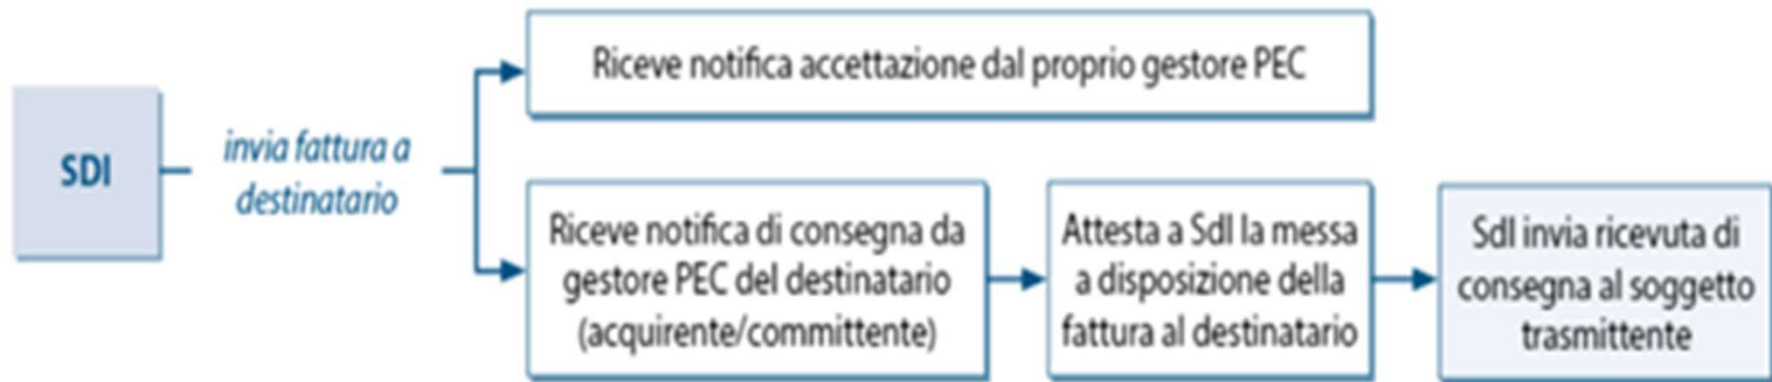 SDI
invia fattura a
destinatario
Riceve notifica accettazione dal proprio gestore PEC
Riceve notifica di consegna da
gestore PEC del destinatario
(acquirente/committente)
Attesta a SdI la messa
a disposizione della
fattura al destinatario
SdI invia ricevuta di
consegna al soggetto
trasmittente